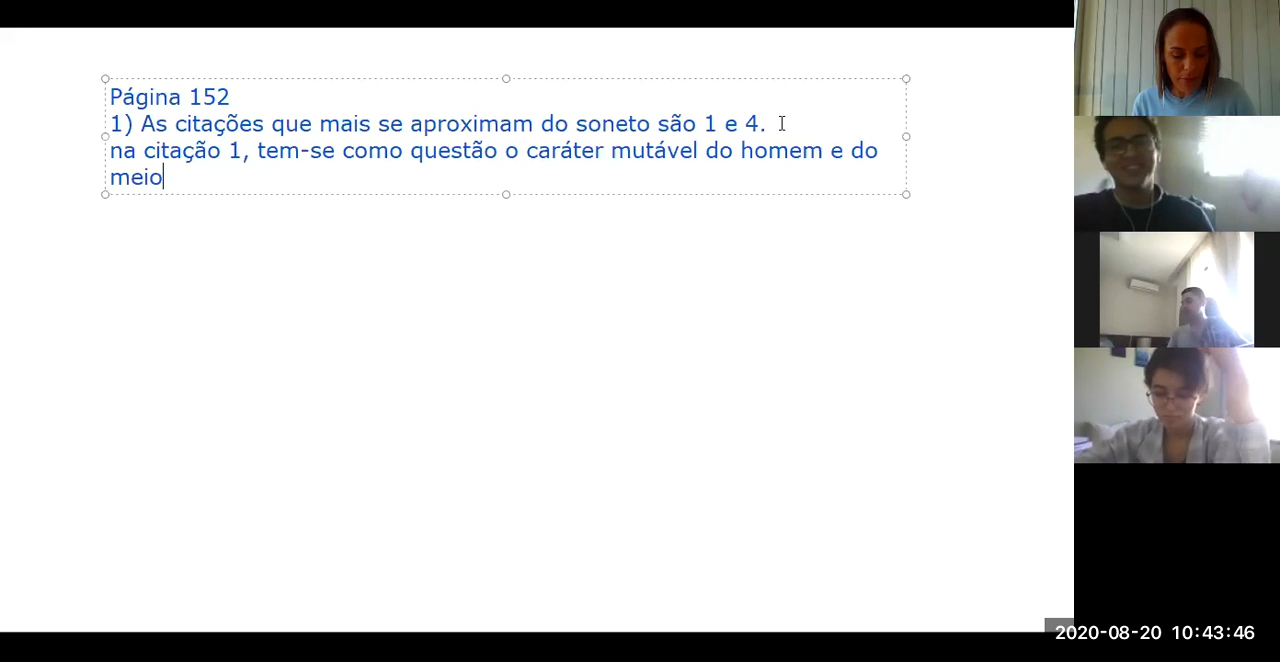 Página 152
1) As citações que mais se aproximam do soneto são 1 e 4.
na citação 1, tem-se como questão o caráter mutável do homem e do
meio
2020-08-20 10:43:46